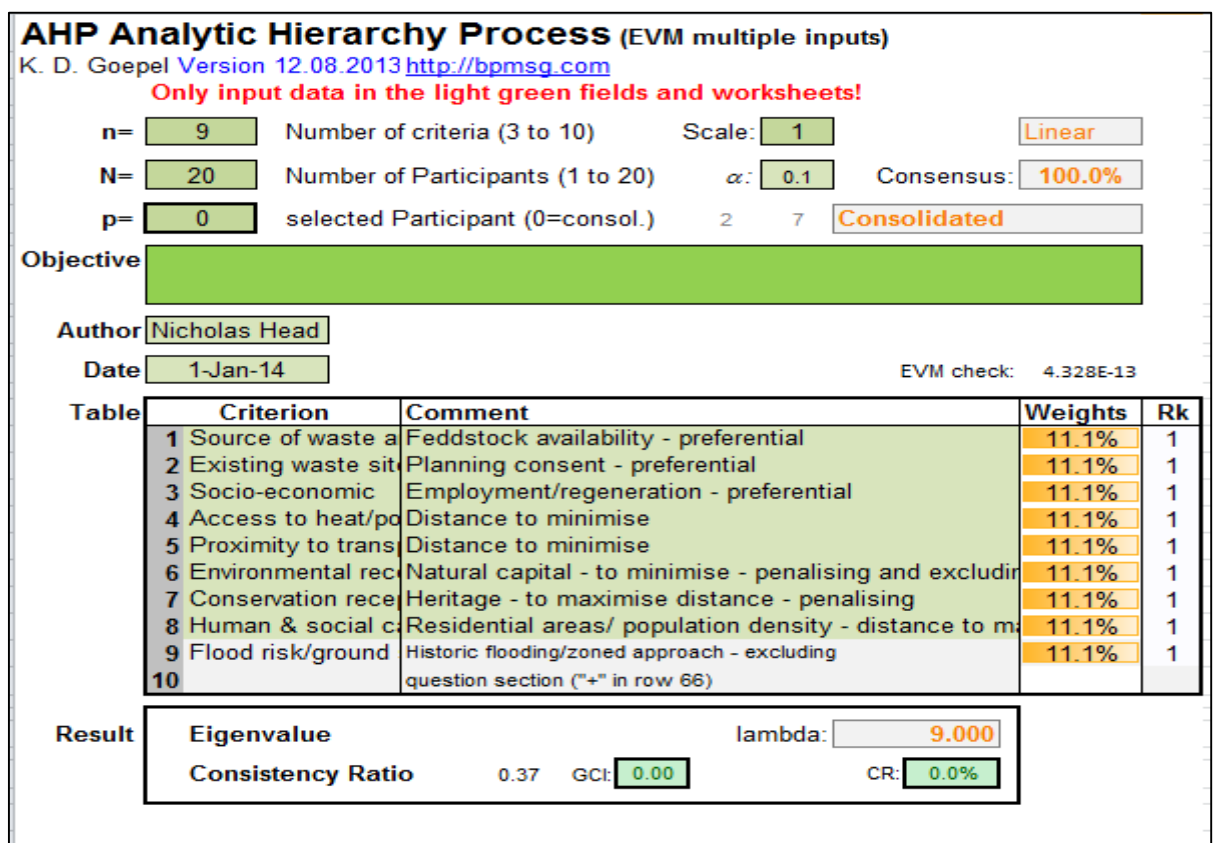 AHP Analytic Hierarchy Process (EVM multiple inputs)
K. D. Goepel Version 12.08.2013 http://bpmsg.com
Only input data in the light green fields and worksheets!
n= 9 Number of criteria (3 to 10) Scale: 1 Linear
N= 20 Number of Participants (1 to 20) α: 0.1 Consensus: 100.0%
p= 0 selected Participant (0=consol.) 2 7 Consolidated
Objective
Author Nicholas Head
Date 1-Jan-14 EVM check: 4.328E-13
Table Criterion Comment Weights Rk
1 Source of waste a Feddstock availability - preferential 11.1% 1
2 Existing waste sit Planning consent - preferential 11.1% 1
3 Socio-economic Employment/regeneration - preferential 11.1% 1
4 Access to heat/po Distance to minimise 11.1% 1
5 Proximity to trans Distance to minimise 11.1% 1
6 Environmental rec Natural capital - to minimise - penalising and excludin 11.1% 1
7 Conservation rece Heritage - to maximise distance - penalising 11.1% 1
8 Human & social ca Residential areas/ population density - distance to ma 11.1% 1
9 Flood risk/ground Historic flooding/zoned approach - excluding 11.1% 1
10 question section ("+" in row 66)
Result Eigenvalue lambda: 9.000
Consistency Ratio 0.37 GCI: 0.00 CR: 0.0%